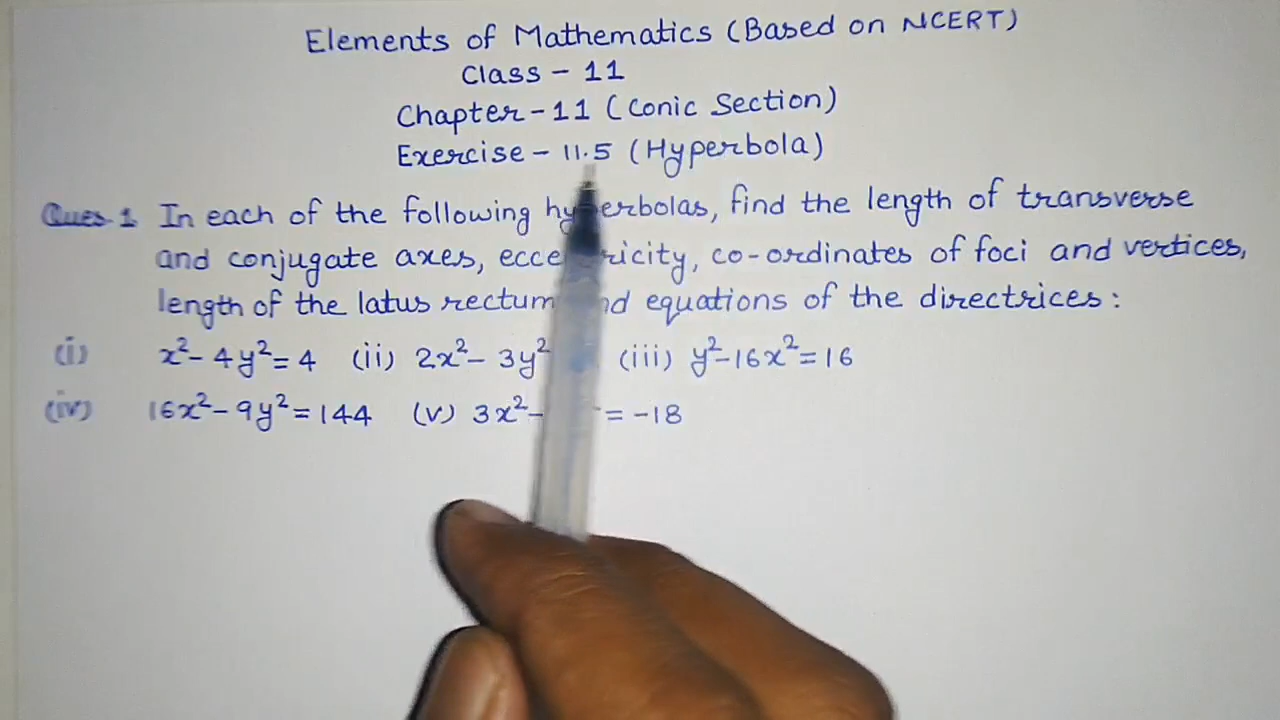 Elements of Mathematics (Based on NCERT)
Class - 11
Chapter - 11 (Conic Section)
Exercise - 11.5 (Hyperbola)
Ques 1. In each of the following hyperbolas, find the length of transverse
and conjugate axes, eccentricity, co-ordinates of foci and vertices,
length of the latus rectum and equations of the directrices :
(i) x²- 4y² = 4 (ii) 2x²- 3y² (iii) y²-16x² = 16
(iv) 16x²- 9y² = 144 (v) 3x²- = -18